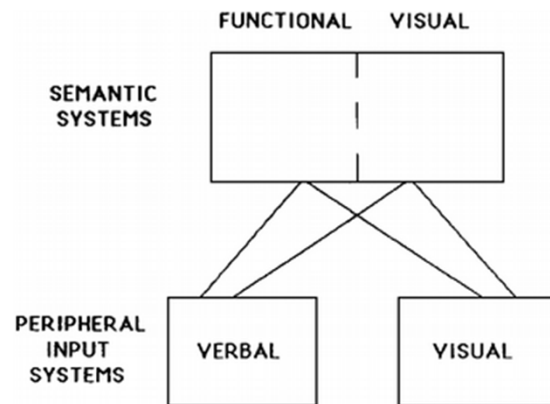 FUNCTIONAL VISUAL
SEMANTIC
SYSTEMS
PERIPHERAL
INPUT
SYSTEMS
VERBAL
VISUAL